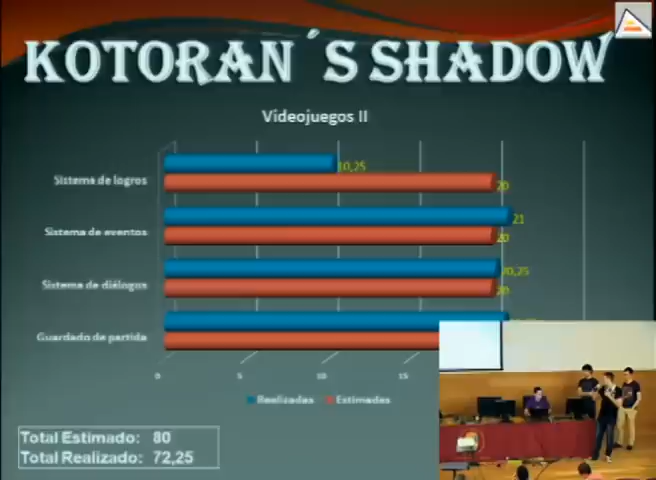 KOTORAN´S SHADOW
Videojuegos II
Sistema de logros
10,25
20
Sistema de eventos
21
20
Sistema de diálogos
20,25
20
Guardado de partida
0 5 10 15
Realizadas Estimadas
Total Estimado: 80
Total Realizado: 72,25